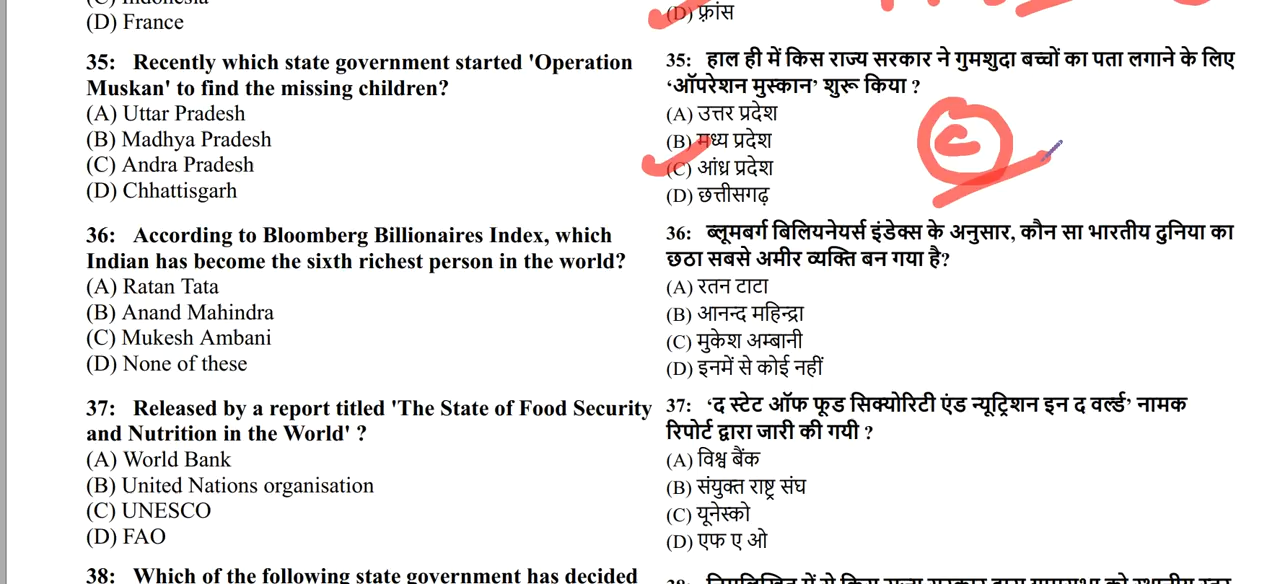 (D) France
35: Recently which state government started 'Operation
Muskan' to find the missing children?
(A) Uttar Pradesh
(B) Madhya Pradesh
(C) Andra Pradesh
(D) Chhattisgarh
36: According to Bloomberg Billionaires Index, which
Indian has become the sixth richest person in the world?
(A) Ratan Tata
(B) Anand Mahindra
(C) Mukesh Ambani
(D) None of these
37: Released by a report titled 'The State of Food Security
and Nutrition in the World' ?
(A) World Bank
(B) United Nations organisation
(C) UNESCO
(D) FAO
38: Which of the following state government has decided
(D) फ़्रांस
35: हाल ही में किस राज्य सरकार ने गुमशुदा बच्चों का पता लगाने के लिए
‘ऑपरेशन मुस्कान’ शुरू किया ?
(A) उत्तर प्रदेश
(B) मध्य प्रदेश
(C) आंध्र प्रदेश
(D) छत्तीसगढ़
C
36: ब्लूमबर्ग बिलियनेयर्स इंडेक्स के अनुसार, कौन सा भारतीय दुनिया का
छठा सबसे अमीर व्यक्ति बन गया है?
(A) रतन टाटा
(B) आनन्द महिन्द्रा
(C) मुकेश अम्बानी
(D) इनमें से कोई नहीं
37: ‘द स्टेट ऑफ फूड सिक्योरिटी एंड न्यूट्रिशन इन द वर्ल्ड’ नामक
रिपोर्ट द्वारा जारी की गयी ?
(A) विश्व बैंक
(B) संयुक्त राष्ट्र संघ
(C) यूनेस्को
(D) एफ ए ओ